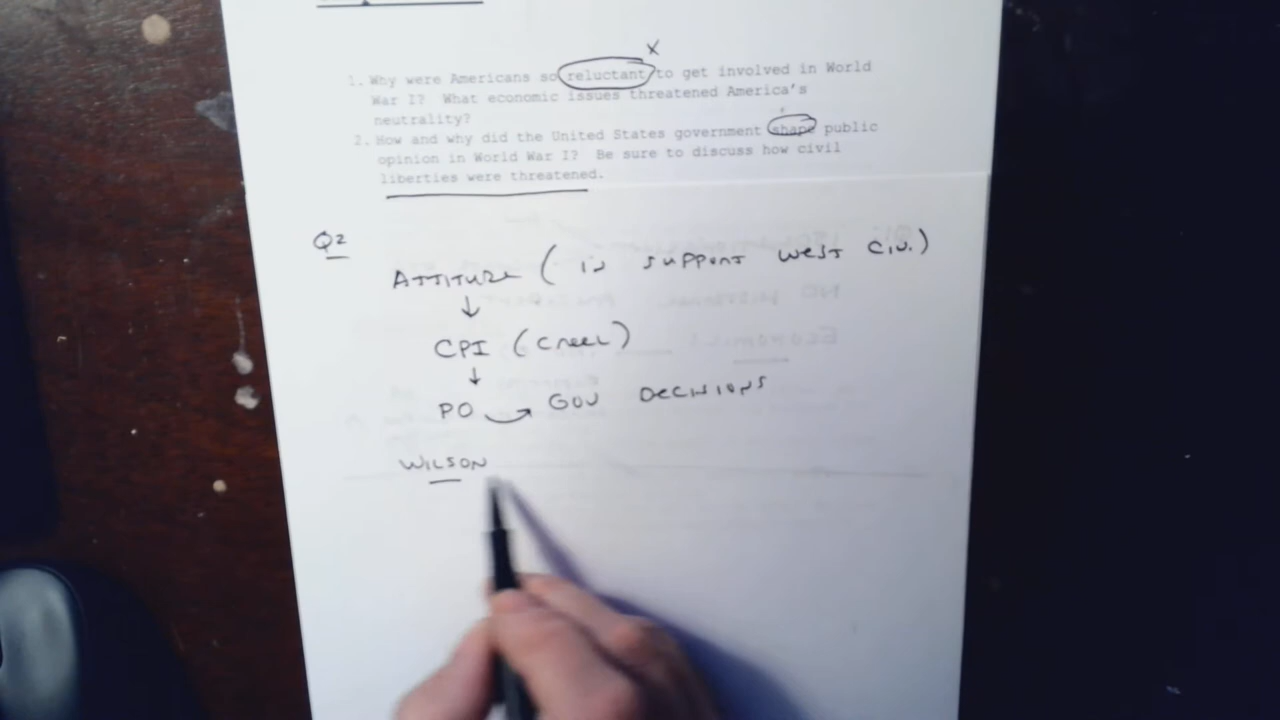 1. Why were Americans so reluctant to get involved in World
War I? What economic issues threatened America's
neutrality?
2. How and why did the United States government shape public
opinion in World War I? Be sure to discuss how civil
liberties were threatened.
Q2
ATTITUDE (IN SUPPORT WEST CIV.)
CPI (CREEL)
PO GOV DECISIONS
WILSON